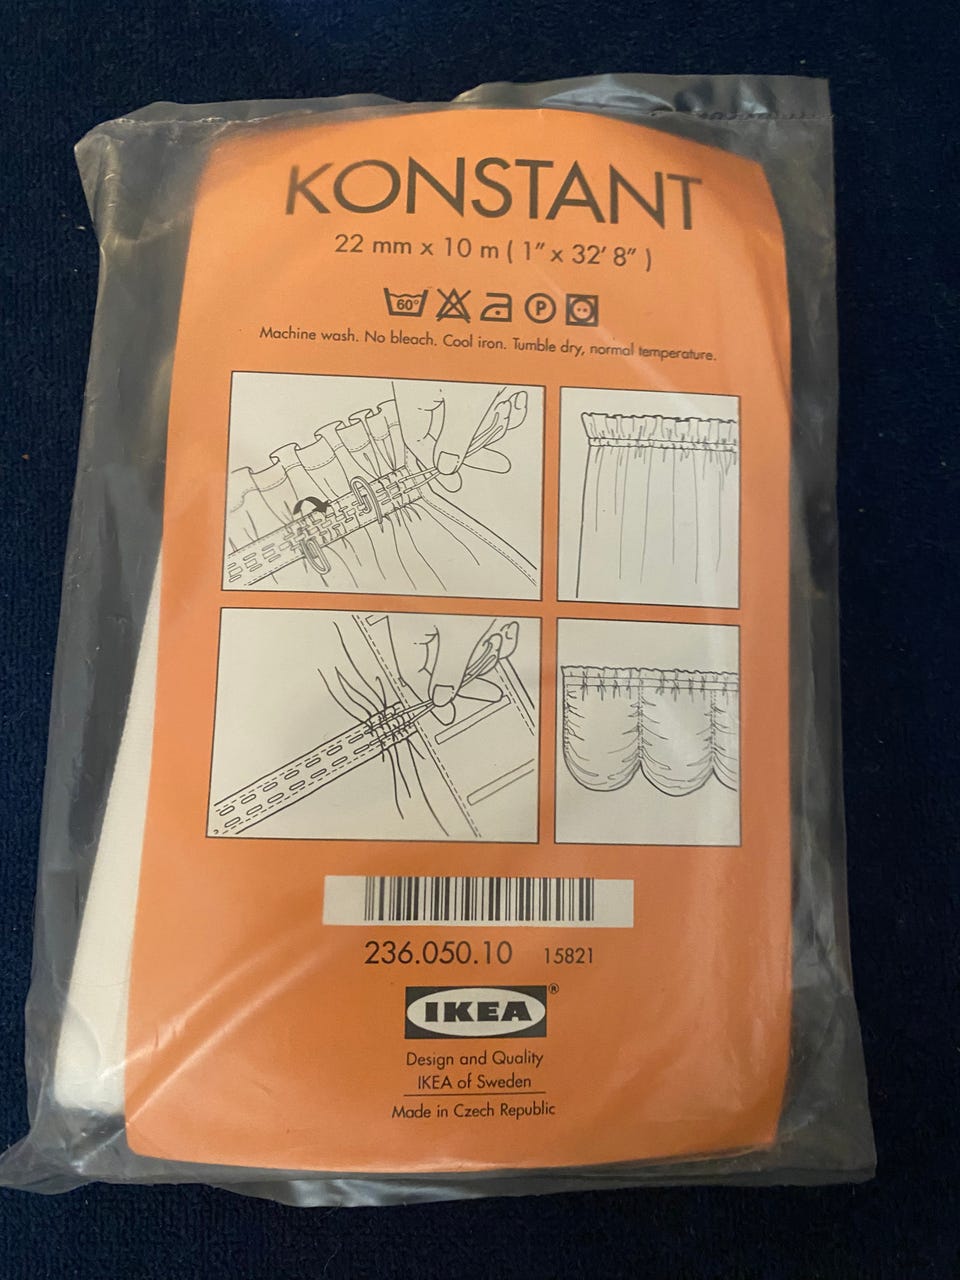 KONSTANT
22 mm x 10 m ( 1" x 32' 8" )
60° P
Machine wash. No bleach. Cool iron. Tumble dry, normal temperature.
236.050.10 15821
IKEA ®
Design and Quality
IKEA of Sweden
Made in Czech Republic